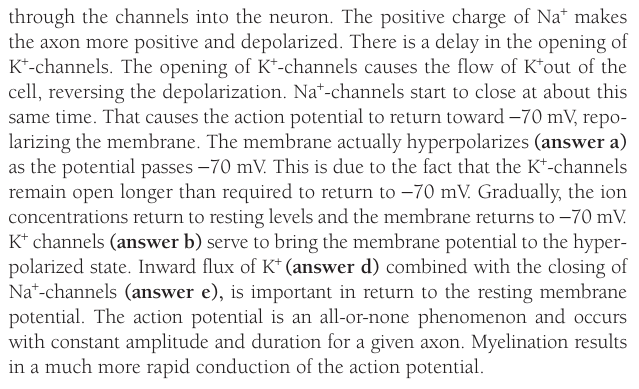 through the channels into the neuron. The positive charge of Na⁺ makes
the axon more positive and depolarized. There is a delay in the opening of
K⁺-channels. The opening of K⁺-channels causes the flow of K⁺out of the
cell, reversing the depolarization. Na⁺-channels start to close at about this
same time. That causes the action potential to return toward –70 mV, repo-
larizing the membrane. The membrane actually hyperpolarizes (answer a)
as the potential passes –70 mV. This is due to the fact that the K⁺-channels
remain open longer than required to return to –70 mV. Gradually, the ion
concentrations return to resting levels and the membrane returns to –70 mV.
K⁺ channels (answer b) serve to bring the membrane potential to the hyper-
polarized state. Inward flux of K⁺ (answer d) combined with the closing of
Na⁺-channels (answer e), is important in return to the resting membrane
potential. The action potential is an all-or-none phenomenon and occurs
with constant amplitude and duration for a given axon. Myelination results
in a much more rapid conduction of the action potential.